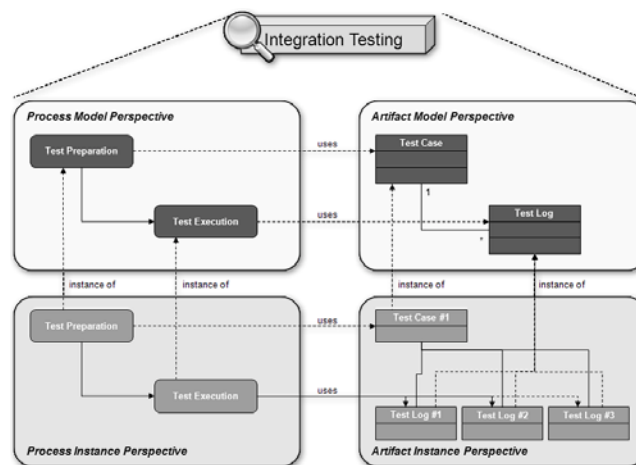 Integration Testing
Process Model Perspective
Artifact Model Perspective
Test Preparation
uses
Test Case
1
Test Execution
uses
Test Log
*
instance of
instance of
instance of
instance of
Test Preparation
uses
Test Case #1
Test Execution
uses
Test Log #1
Test Log #2
Test Log #3
Process Instance Perspective
Artifact Instance Perspective